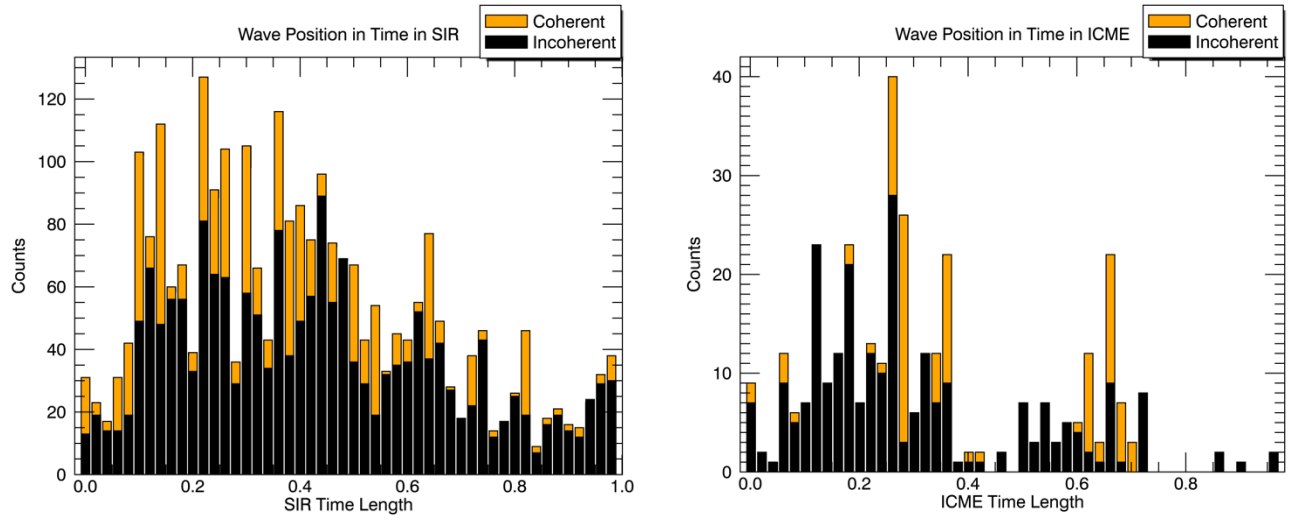 Wave Position in Time in SIR
Coherent
Incoherent
120
100
80
60
40
20
0
Counts
0.0 0.2 0.4 0.6 0.8 1.0
SIR Time Length
Wave Position in Time in ICME
Coherent
Incoherent
40
30
20
10
0
Counts
0.0 0.2 0.4 0.6 0.8
ICME Time Length